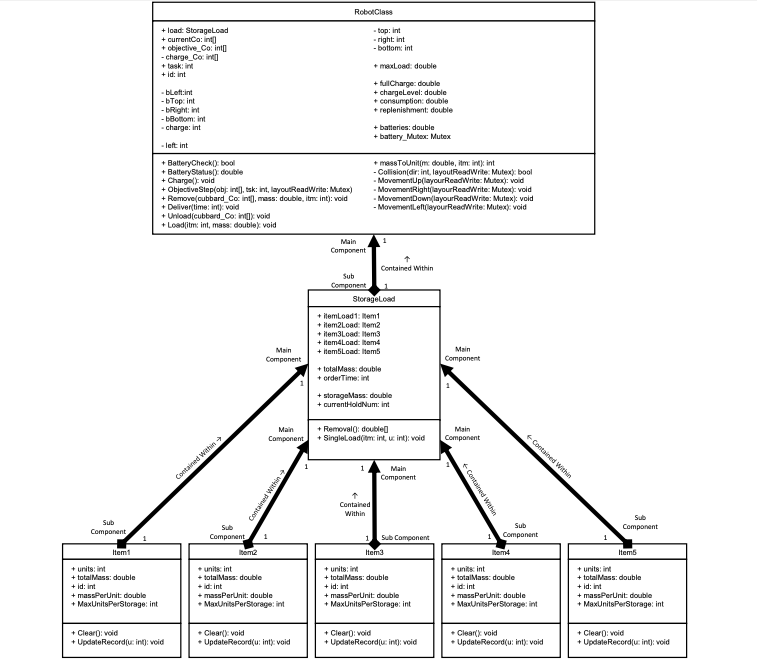 RobotClass
+ load: StorageLoad
+ currentCo: int[]
+ objective_Co: int[]
- charge_Co: int[]
+ task: int
+ id: int
- bLeft:int
- bTop: int
- bRight: int
- bBottom: int
- charge: int
- left: int
- top: int
- right: int
- bottom: int
+ maxLoad: double
+ fullCharge: double
+ chargeLevel: double
+ consumption: double
+ replenishment: double
+ batteries: double
+ battery_Mutex: Mutex
+ BatteryCheck(): bool
+ BatteryStatus(): double
+ Charge(): void
+ ObjectiveStep(obj: int[], tsk: int, layoutReadWrite: Mutex)
+ Remove(cubbard_Co: int[], mass: double, itm: int): void
+ Deliver(time: int): void
+ Unload(cubbard_Co: int[]): void
+ Load(itm: int, mass: double): void
+ massToUnit(m: double, itm: int): int
- Collision(dir: int, layoutReadWrite: Mutex): bool
- MovementUp(layourReadWrite: Mutex): void
- MovementRight(layourReadWrite: Mutex): void
- MovementDown(layourReadWrite: Mutex): void
- MovementLeft(layourReadWrite: Mutex): void
Main
Component
1
↑
Contained Within
Sub
Component
1
StorageLoad
+ itemLoad1: Item1
+ item2Load: Item2
+ item3Load: Item3
+ item4Load: Item4
+ item5Load: Item5
+ totalMass: double
+ orderTime: int
+ storageMass: double
+ currentHoldNum: int
+ Removal(): double[]
+ SingleLoad(itm: int, u: int): void
Main
Component
1
Contained Within →
Sub
Component
1
Main
Component
1
Contained Within →
Sub
Component
1
1
Main
Component
↑
Contained
Within
1
Sub Component
Main
Component
1
← Contained Within
Sub
Component
1
Main
Component
1
← Contained Within
Sub
Component
1
Item1
+ units: int
+ totalMass: double
+ id: int
+ massPerUnit: double
+ MaxUnitsPerStorage: int
+ Clear(): void
+ UpdateRecord(u: int): void
Item2
+ units: int
+ totalMass: double
+ id: int
+ massPerUnit: double
+ MaxUnitsPerStorage: int
+ Clear(): void
+ UpdateRecord(u: int): void
Item3
+ units: int
+ totalMass: double
+ id: int
+ massPerUnit: double
+ MaxUnitsPerStorage: int
+ Clear(): void
+ UpdateRecord(u: int): void
Item4
+ units: int
+ totalMass: double
+ id: int
+ massPerUnit: double
+ MaxUnitsPerStorage: int
+ Clear(): void
+ UpdateRecord(u: int): void
Item5
+ units: int
+ totalMass: double
+ id: int
+ massPerUnit: double
+ MaxUnitsPerStorage: int
+ Clear(): void
+ UpdateRecord(u: int): void